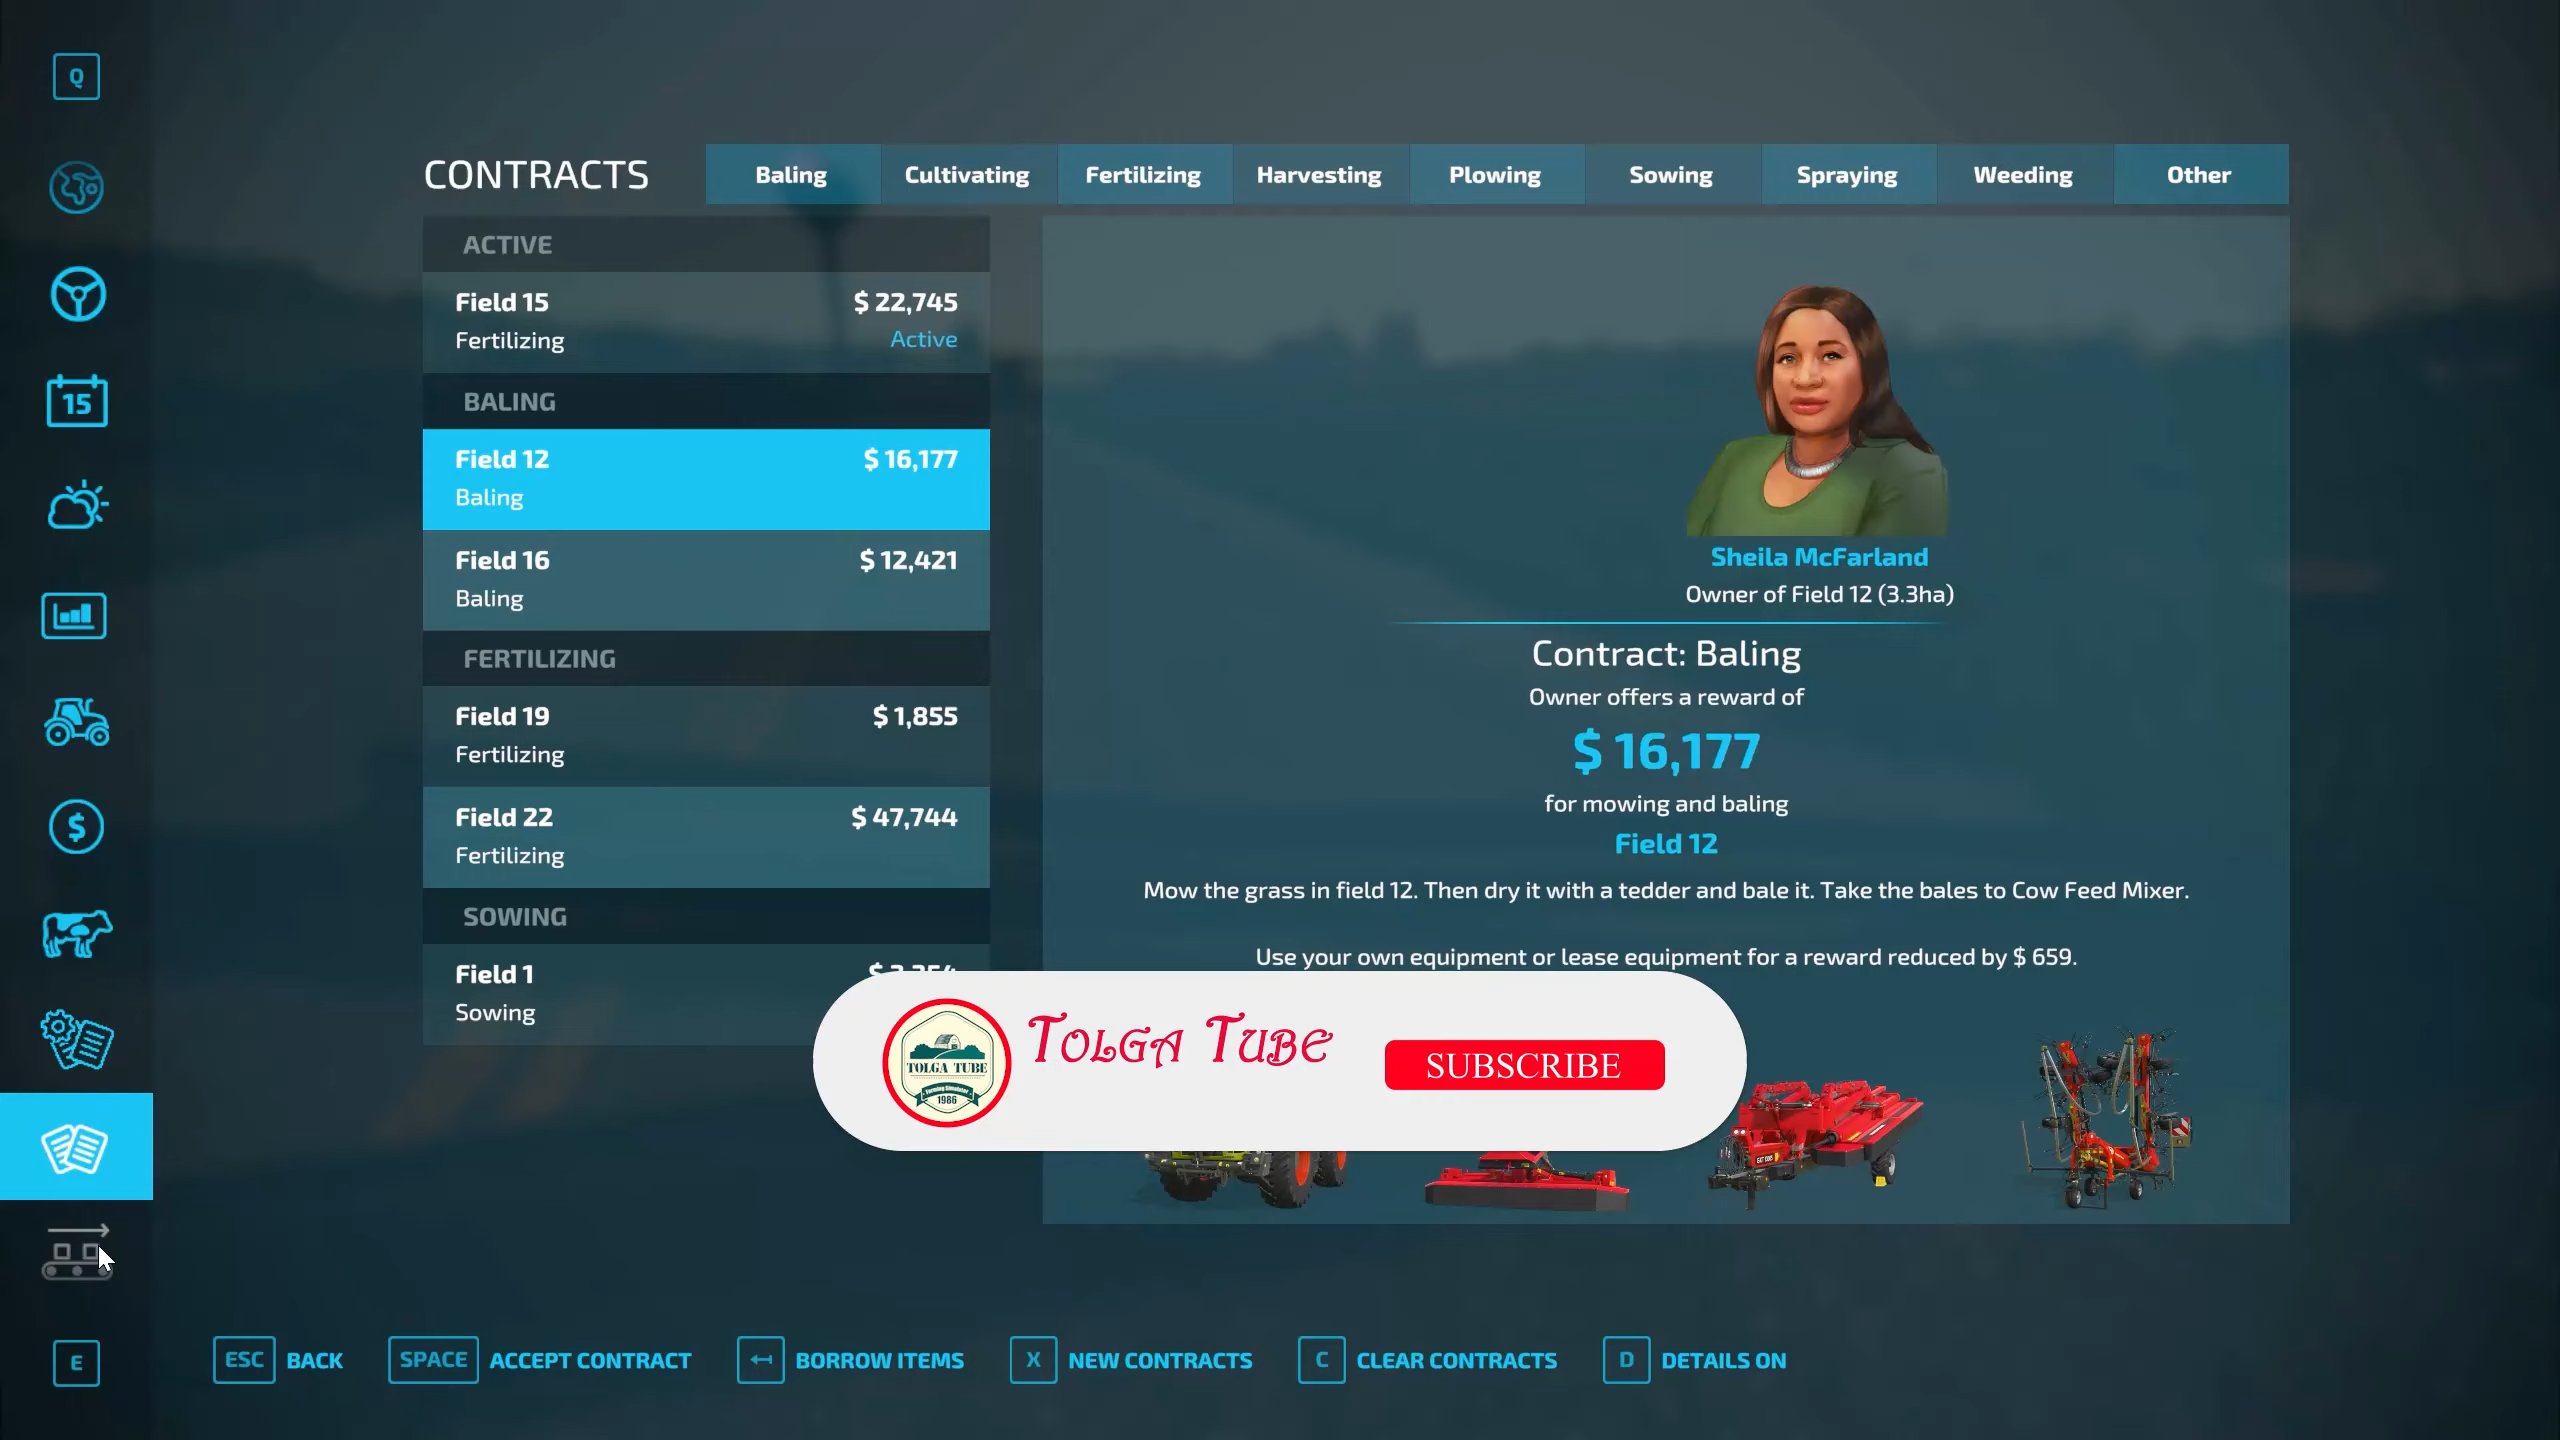 Q
CONTRACTS
Baling Cultivating Fertilizing Harvesting Plowing Sowing Spraying Weeding Other
ACTIVE
Field 15 $ 22,745
Fertilizing Active
15
BALING
Field 12 $ 16,177
Baling
Field 16 $ 12,421
Baling
FERTILIZING
Field 19 $ 1,855
Fertilizing
Field 22 $ 47,744
Fertilizing
SOWING
Field 1
Sowing
Sheila McFarland
Owner of Field 12 (3.3ha)
Contract: Baling
Owner offers a reward of
$ 16,177
for mowing and baling
Field 12
Mow the grass in field 12. Then dry it with a tedder and bale it. Take the bales to Cow Feed Mixer.
Use your own equipment or lease equipment for a reward reduced by $ 659.
TOLGA TUBE
Farming Simulator
1986
TOLGA TUBE
SUBSCRIBE
E
ESC BACK SPACE ACCEPT CONTRACT BORROW ITEMS X NEW CONTRACTS C CLEAR CONTRACTS D DETAILS ON